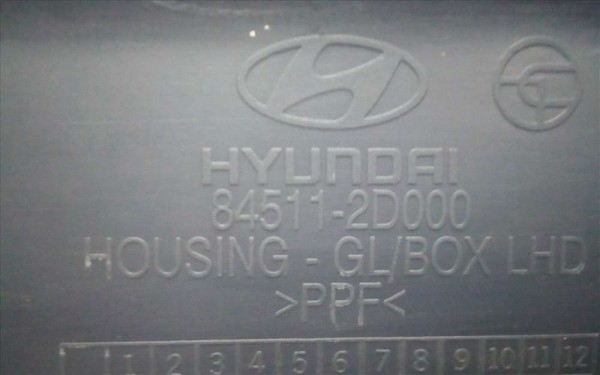 HYUNDAI
84511-2D000
HOUSING - GL/BOX LHD
>PPF<
1 2 3 4 5 6 7 8 9 10 11 12